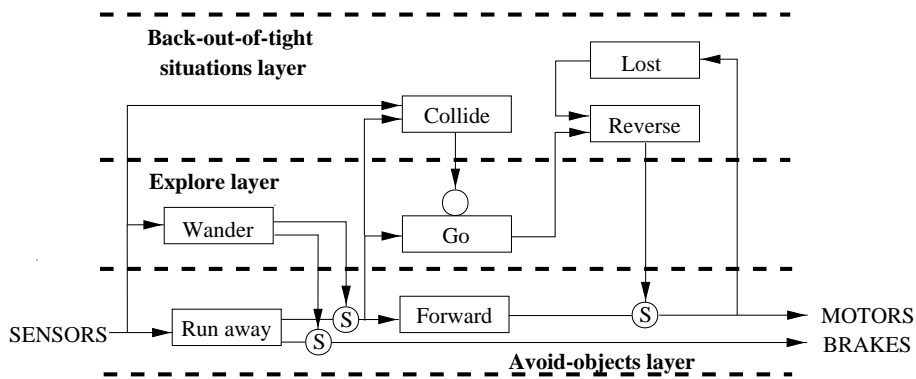 Back-out-of-tight
situations layer
Lost
Collide
Reverse
Explore layer
Wander
Go
SENSORS
Run away
S
S
Forward
S
MOTORS
BRAKES
Avoid-objects layer